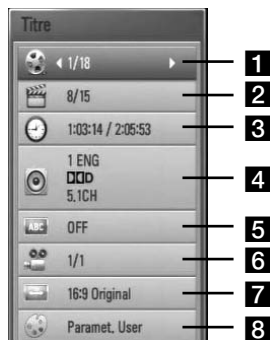 Titre
1/18
1
8/15
2
1:03:14 / 2:05:53
3
1 ENG
DD D
5.1CH
4
ABC
OFF
5
1/1
6
16:9 Original
7
Paramet. User
8